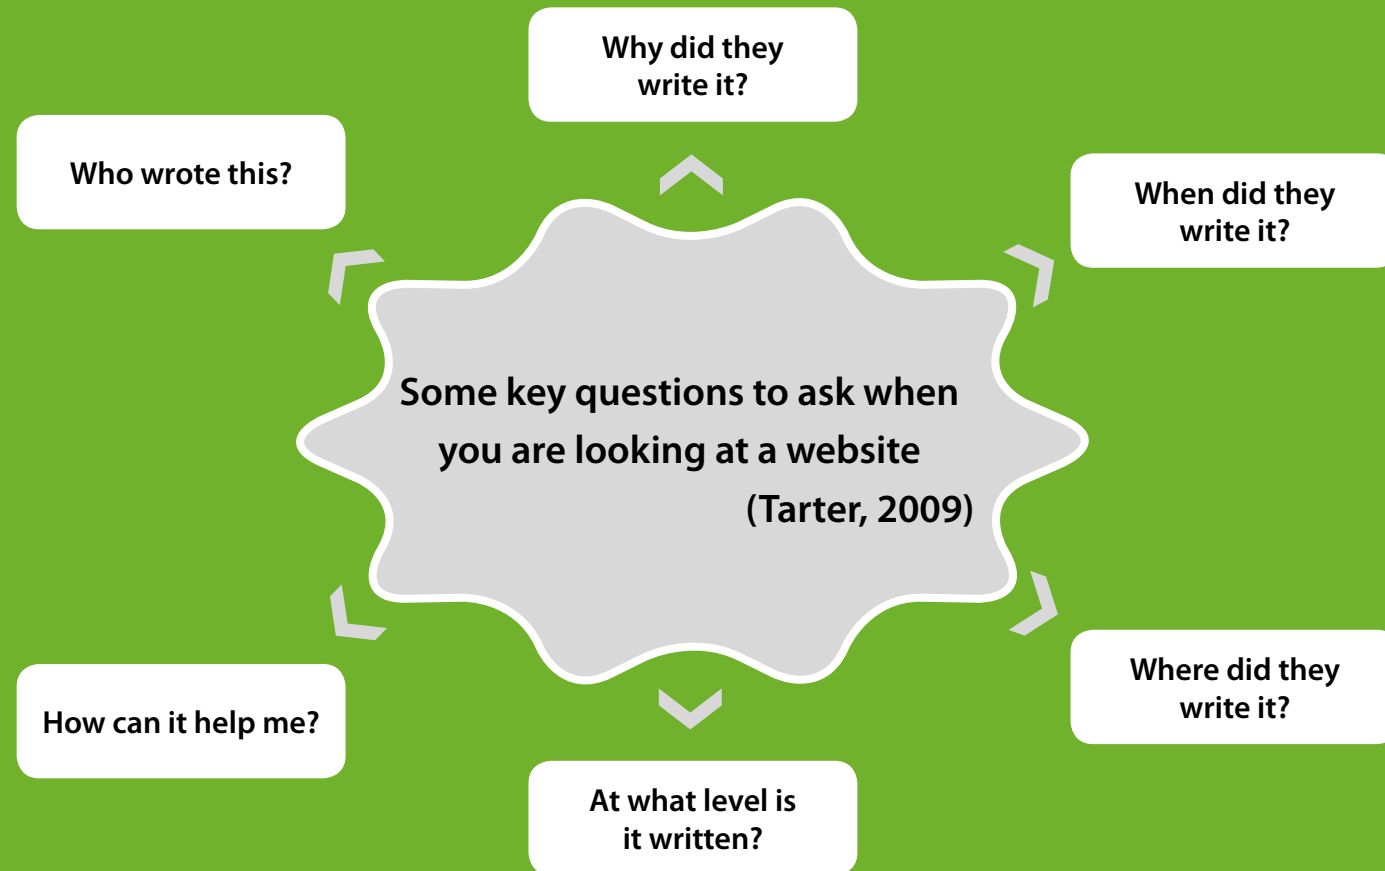 Why did they
write it?
Who wrote this?
When did they
write it?
Some key questions to ask when
you are looking at a website
(Tarter, 2009)
Where did they
write it?
How can it help me?
At what level is
it written?